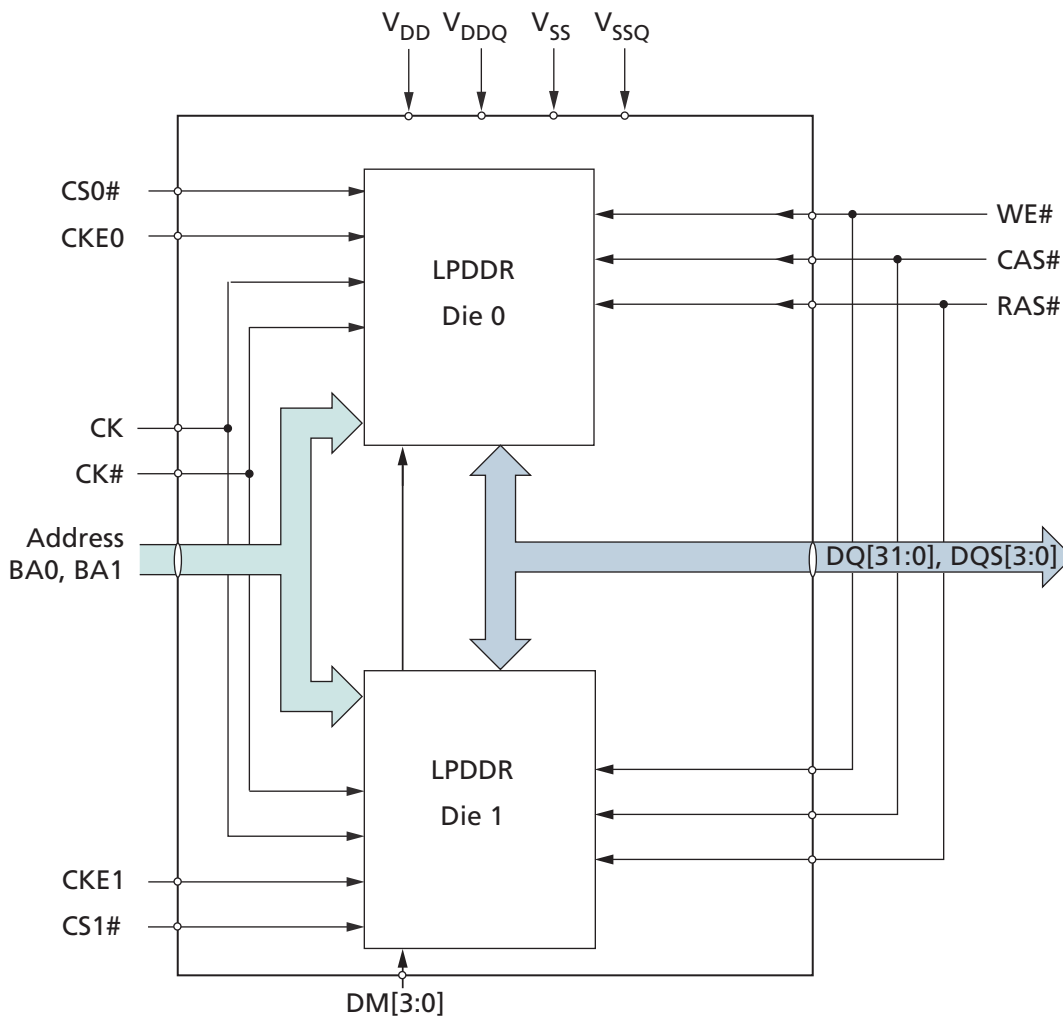 VDD VDDQ VSS VSSQ
CS0#
CKE0
CK
CK#
Address
BA0, BA1
CKE1
CS1#
LPDDR
Die 0
LPDDR
Die 1
WE#
CAS#
RAS#
DQ[31:0], DQS[3:0]
DM[3:0]